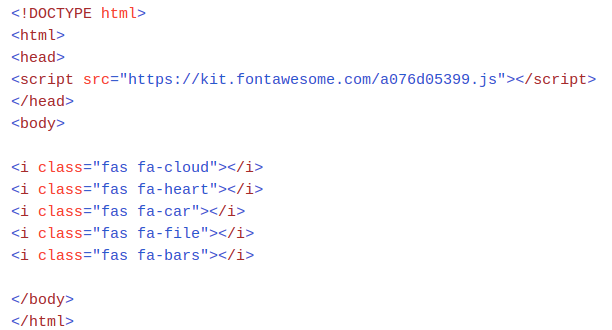 <!DOCTYPE html>
<html>
<head>
<script src="https://kit.fontawesome.com/a076d05399.js"></script>
</head>
<body>
<i class="fas fa-cloud"></i>
<i class="fas fa-heart"></i>
<i class="fas fa-car"></i>
<i class="fas fa-file"></i>
<i class="fas fa-bars"></i>
</body>
</html>